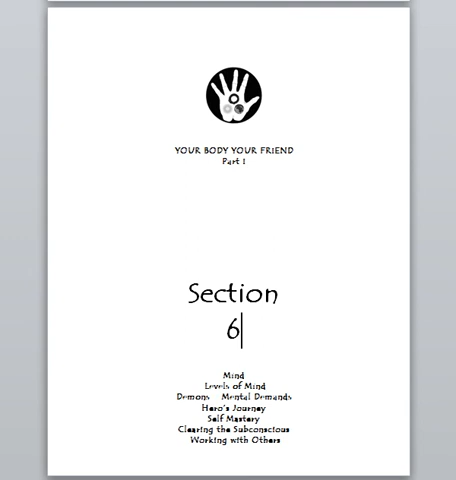 YOUR BODY YOUR FRIEND
Part 1
Section
6
Mind
Levels of Mind
Demons Mental Demands
Hero's Journey
Self Mastery
Clearing the Subconscious
Working with Others